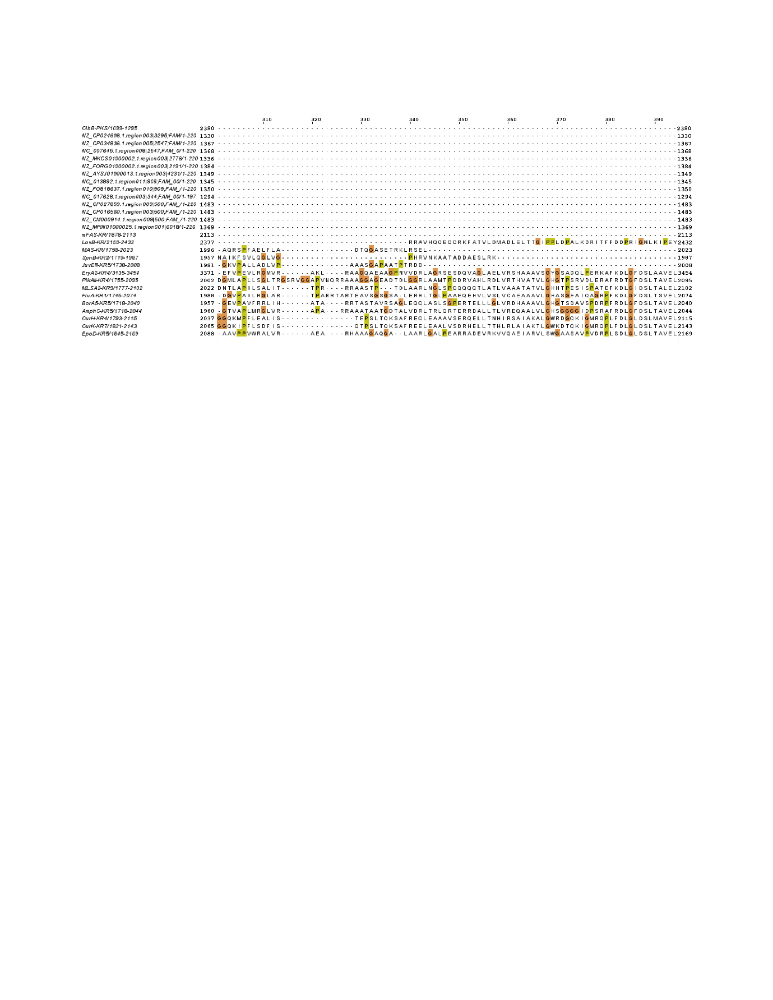 310 320 330 340 350 360 370 380 390
ClbB-PKS/1099-1295 2380 ---------------------------------------------------------------------------------------------- 2380
NZ_CP024608.1.region003|3295;FAM/1-220 1330 ---------------------------------------------------------------------------------------------- 1330
NZ_CP034836.1.region005|2547;FAM/1-220 1367 ---------------------------------------------------------------------------------------------- 1367
NC_007645.1.region008|2547;FAM_0/1-220 1368 ---------------------------------------------------------------------------------------------- 1368
NZ_MKCS01000002.1.region003|2776/1-220 1336 ---------------------------------------------------------------------------------------------- 1336
NZ_FORG01000002.1.region003|2191/1-220 1384 ---------------------------------------------------------------------------------------------- 1384
NZ_AYSJ01000013.1.region003|4231/1-220 1349 ---------------------------------------------------------------------------------------------- 1349
NC_013892.1.region011|909;FAM_00/1-220 1345 ---------------------------------------------------------------------------------------------- 1345
NZ_FO818637.1.region010|909;FAM_/1-220 1350 ---------------------------------------------------------------------------------------------- 1350
NC_017628.1.region003|344;FAM_00/1-197 1294 ---------------------------------------------------------------------------------------------- 1294
NZ_CP027859.1.region009|500;FAM_/1-220 1483 ---------------------------------------------------------------------------------------------- 1483
NZ_CP016560.1.region003|500;FAM_/1-220 1483 ---------------------------------------------------------------------------------------------- 1483
NZ_CM000914.1.region009|500;FAM_/1-220 1483 ---------------------------------------------------------------------------------------------- 1483
NZ_MPIN01000025.1.region001|6018/1-226 1369 ---------------------------------------------------------------------------------------------- 1369
mFAS-KR/1878-2113 2113 ---------------------------------------------------------------------------------------------- 2113
LovB-KR/2150-2432 2377 ---------------------------------------RRAVHQQEQQRKFATVLDMADLELTTGIPPLDPALKDRITFFDDPRIGNLKIPEY 2432
MAS-KR/1758-2023 1996 -AQRSPFAELFLA---------------DTQGASETRKLRSEL--------------------------------------------------- 2023
SpnB-KR2/1719-1987 1957 NAIKFSVLQGLVG--------------------------PHRVNKAATADDAESLRK------------------------------------- 1987
JuvEIII-KR5/1738-2008 1981 -GKVPALLADLVP--------------AAASGAPAATPTRDD---------------------------------------------------- 2008
EryA2-KR4/3135-3454 3371 -EFVPEVLRGMVR------AKL----RAAGQAEAAGPNVVDRLAGRSESDQVAGLAELVRSHAAAVSGYGSADQLPERKAFKDLGFDSLAAVEL 3454
PikAII-KR4/1755-2095 2002 DGMLAPLLSGLTRGSRVGGAPVNQRRAAAGGAGEADTDLGGRLAAMTPDDRVAHLRDLVRTHVATVLGHGTPSRVDLERAFRDTGFDSLTAVEL 2095
MLSA2-KR9/1777-2102 2022 DNTLAPILSALIT------TPR----RRAASTP---TDLAARLNGLSPQQQQQTLATLVAAATATVLGHHTPESISPATEFKDLGIDSLTALEL 2102
FluA-KR1/1745-2074 1988 -DGVPAILRGLAR------TPARRTARTEAVSGSGSA-LERRLTGLPAAEQEHVLVSLVCAEAAAVLGHASGEAIQAGRPFKDLGFDSLTSVEL 2074
BorA5-KR5/1718-2040 1957 -GEVPAVFRRLIH------ATA----RRTASTAVRSAGLEQQLASLSGPERTELLLGLVRDHAAAVLGHGTSDAVSPDRPFRDLGFDSLTAVEL 2040
AmphC-KR5/1718-2044 1960 -GTVAPLMRGLVR------APA----RRAAATAATGDTALVDRLTRLQRTERRDALLTLVREQAALVLGHSGGGGIDPSRAFRDLGFDSLTAVEL 2044
CurH-KR4/1793-2115 2037 GGQKMPFLEALIS---------------TEPSLTQKSAFREQLEAAAVSERQELLTNHIRSAIAKALGWRDGQKIGMRQPLFDLGLDSLMAVEL 2115
CurK-KR7/1821-2143 2065 GGQKIPFLSDFIS---------------QTPSLTQKSAFREELEAALVSDRHELLTTHLRLAIAKTLGWKDTQKIGMRQPLFDLGLDSLTAVEL 2143
EpoD-KR5/1845-2169 2088 -AAVPPVWRALVR------AEA----RHAAAGAQGA--LAARLGALPEARRADEVRKVVQAEIARVLSWGAASAVPVDRPLSDLGLDSLTAVEL 2169